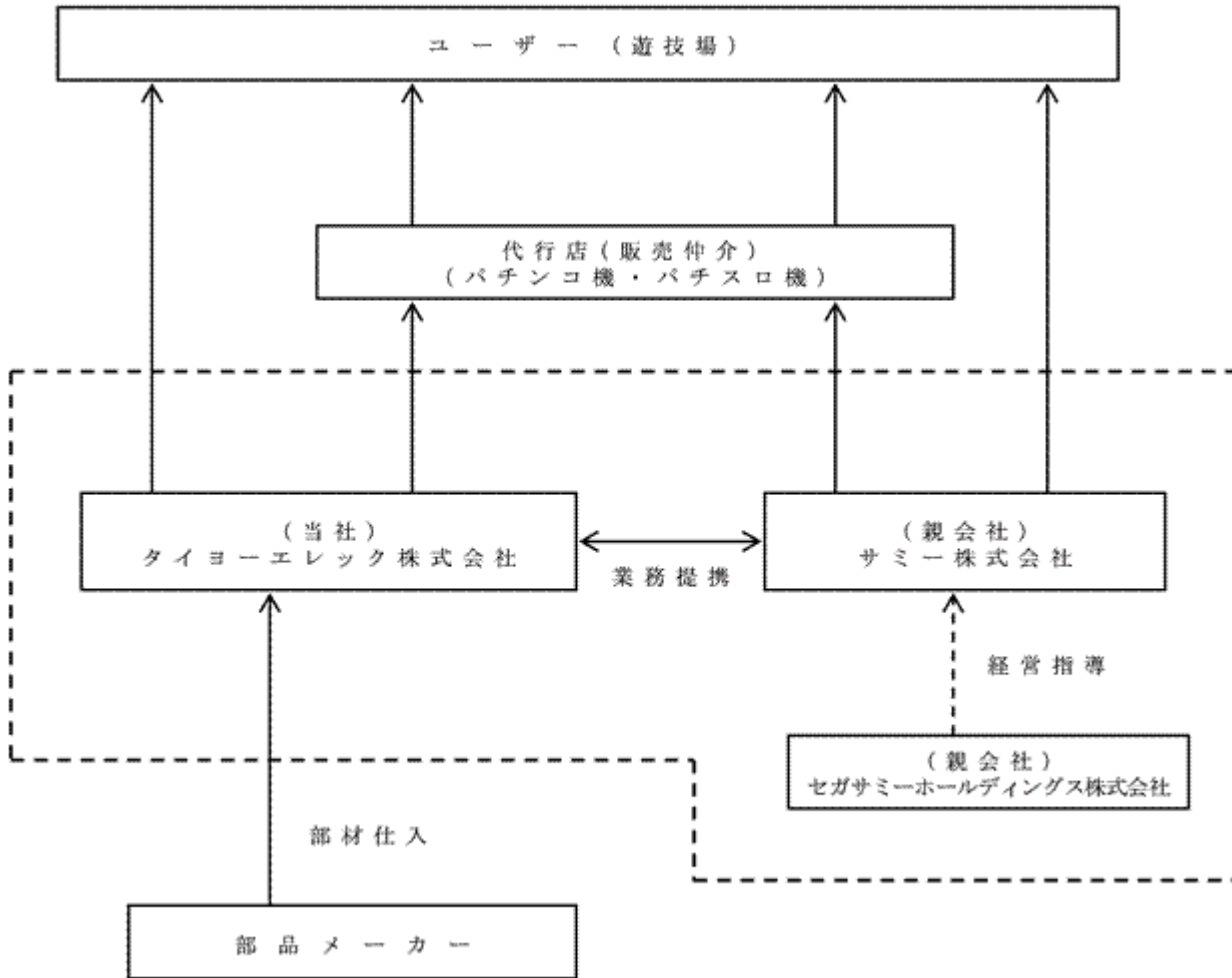 ユーザー（遊技場）
代行店（販売仲介）
（パチンコ機・パチスロ機）
（当社）
タイヨーエレック株式会社
業務提携
（親会社）
サミー株式会社
経営指導
（親会社）
セガサミーホールディングス株式会社
部材仕入
部品メーカー